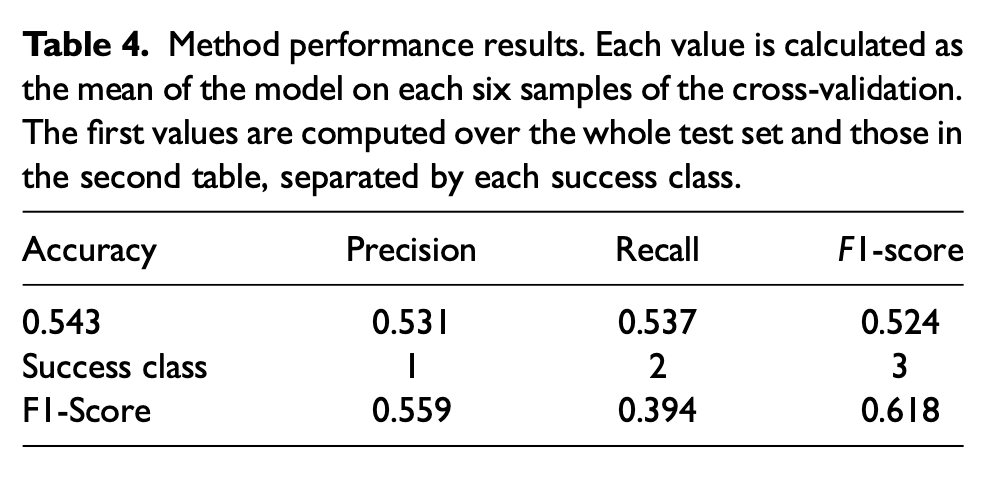 Table 4. Method performance results. Each value is calculated as
the mean of the model on each six samples of the cross-validation.
The first values are computed over the whole test set and those in
the second table, separated by each success class.
Accuracy Precision Recall F1-score
0.543 0.531 0.537 0.524
Success class 1 2 3
F1-Score 0.559 0.394 0.618